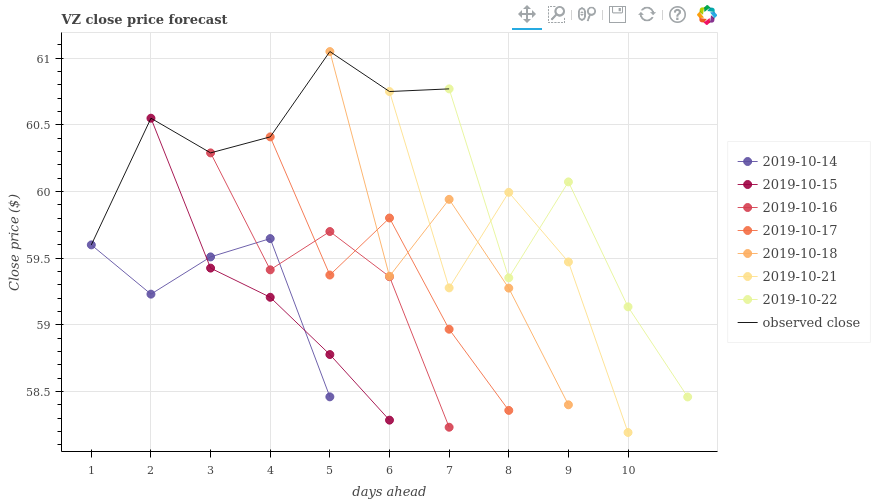 VZ close price forecast
61
60.5
60
59.5
59
58.5
Close price ($)
1 2 3 4 5 6 7 8 9 10
days ahead
2019-10-14
2019-10-15
2019-10-16
2019-10-17
2019-10-18
2019-10-21
2019-10-22
observed close